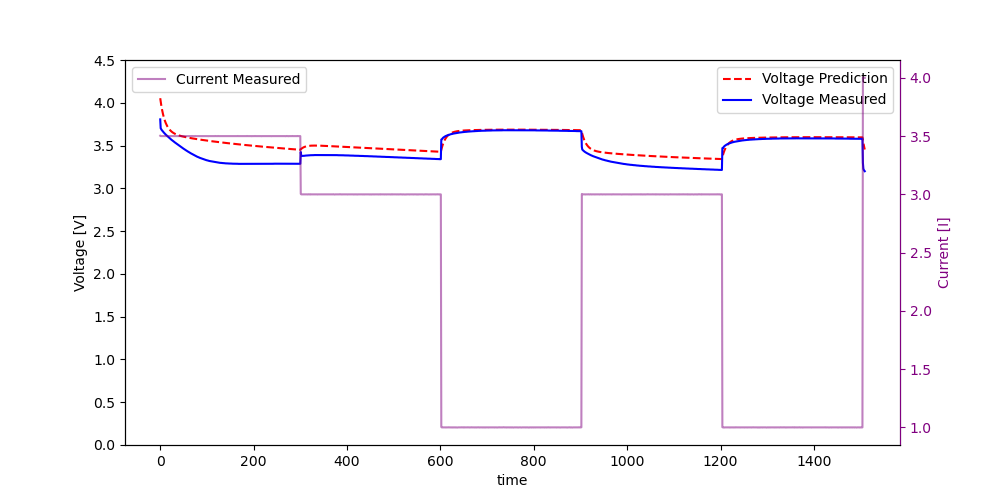 Current Measured
Voltage Prediction
Voltage Measured
4.5
4.0
3.5
3.0
2.5
2.0
1.5
1.0
0.5
0.0
Voltage [V]
4.0
3.5
3.0
2.5
2.0
1.5
1.0
Current [I]
0 200 400 600 800 1000 1200 1400
time